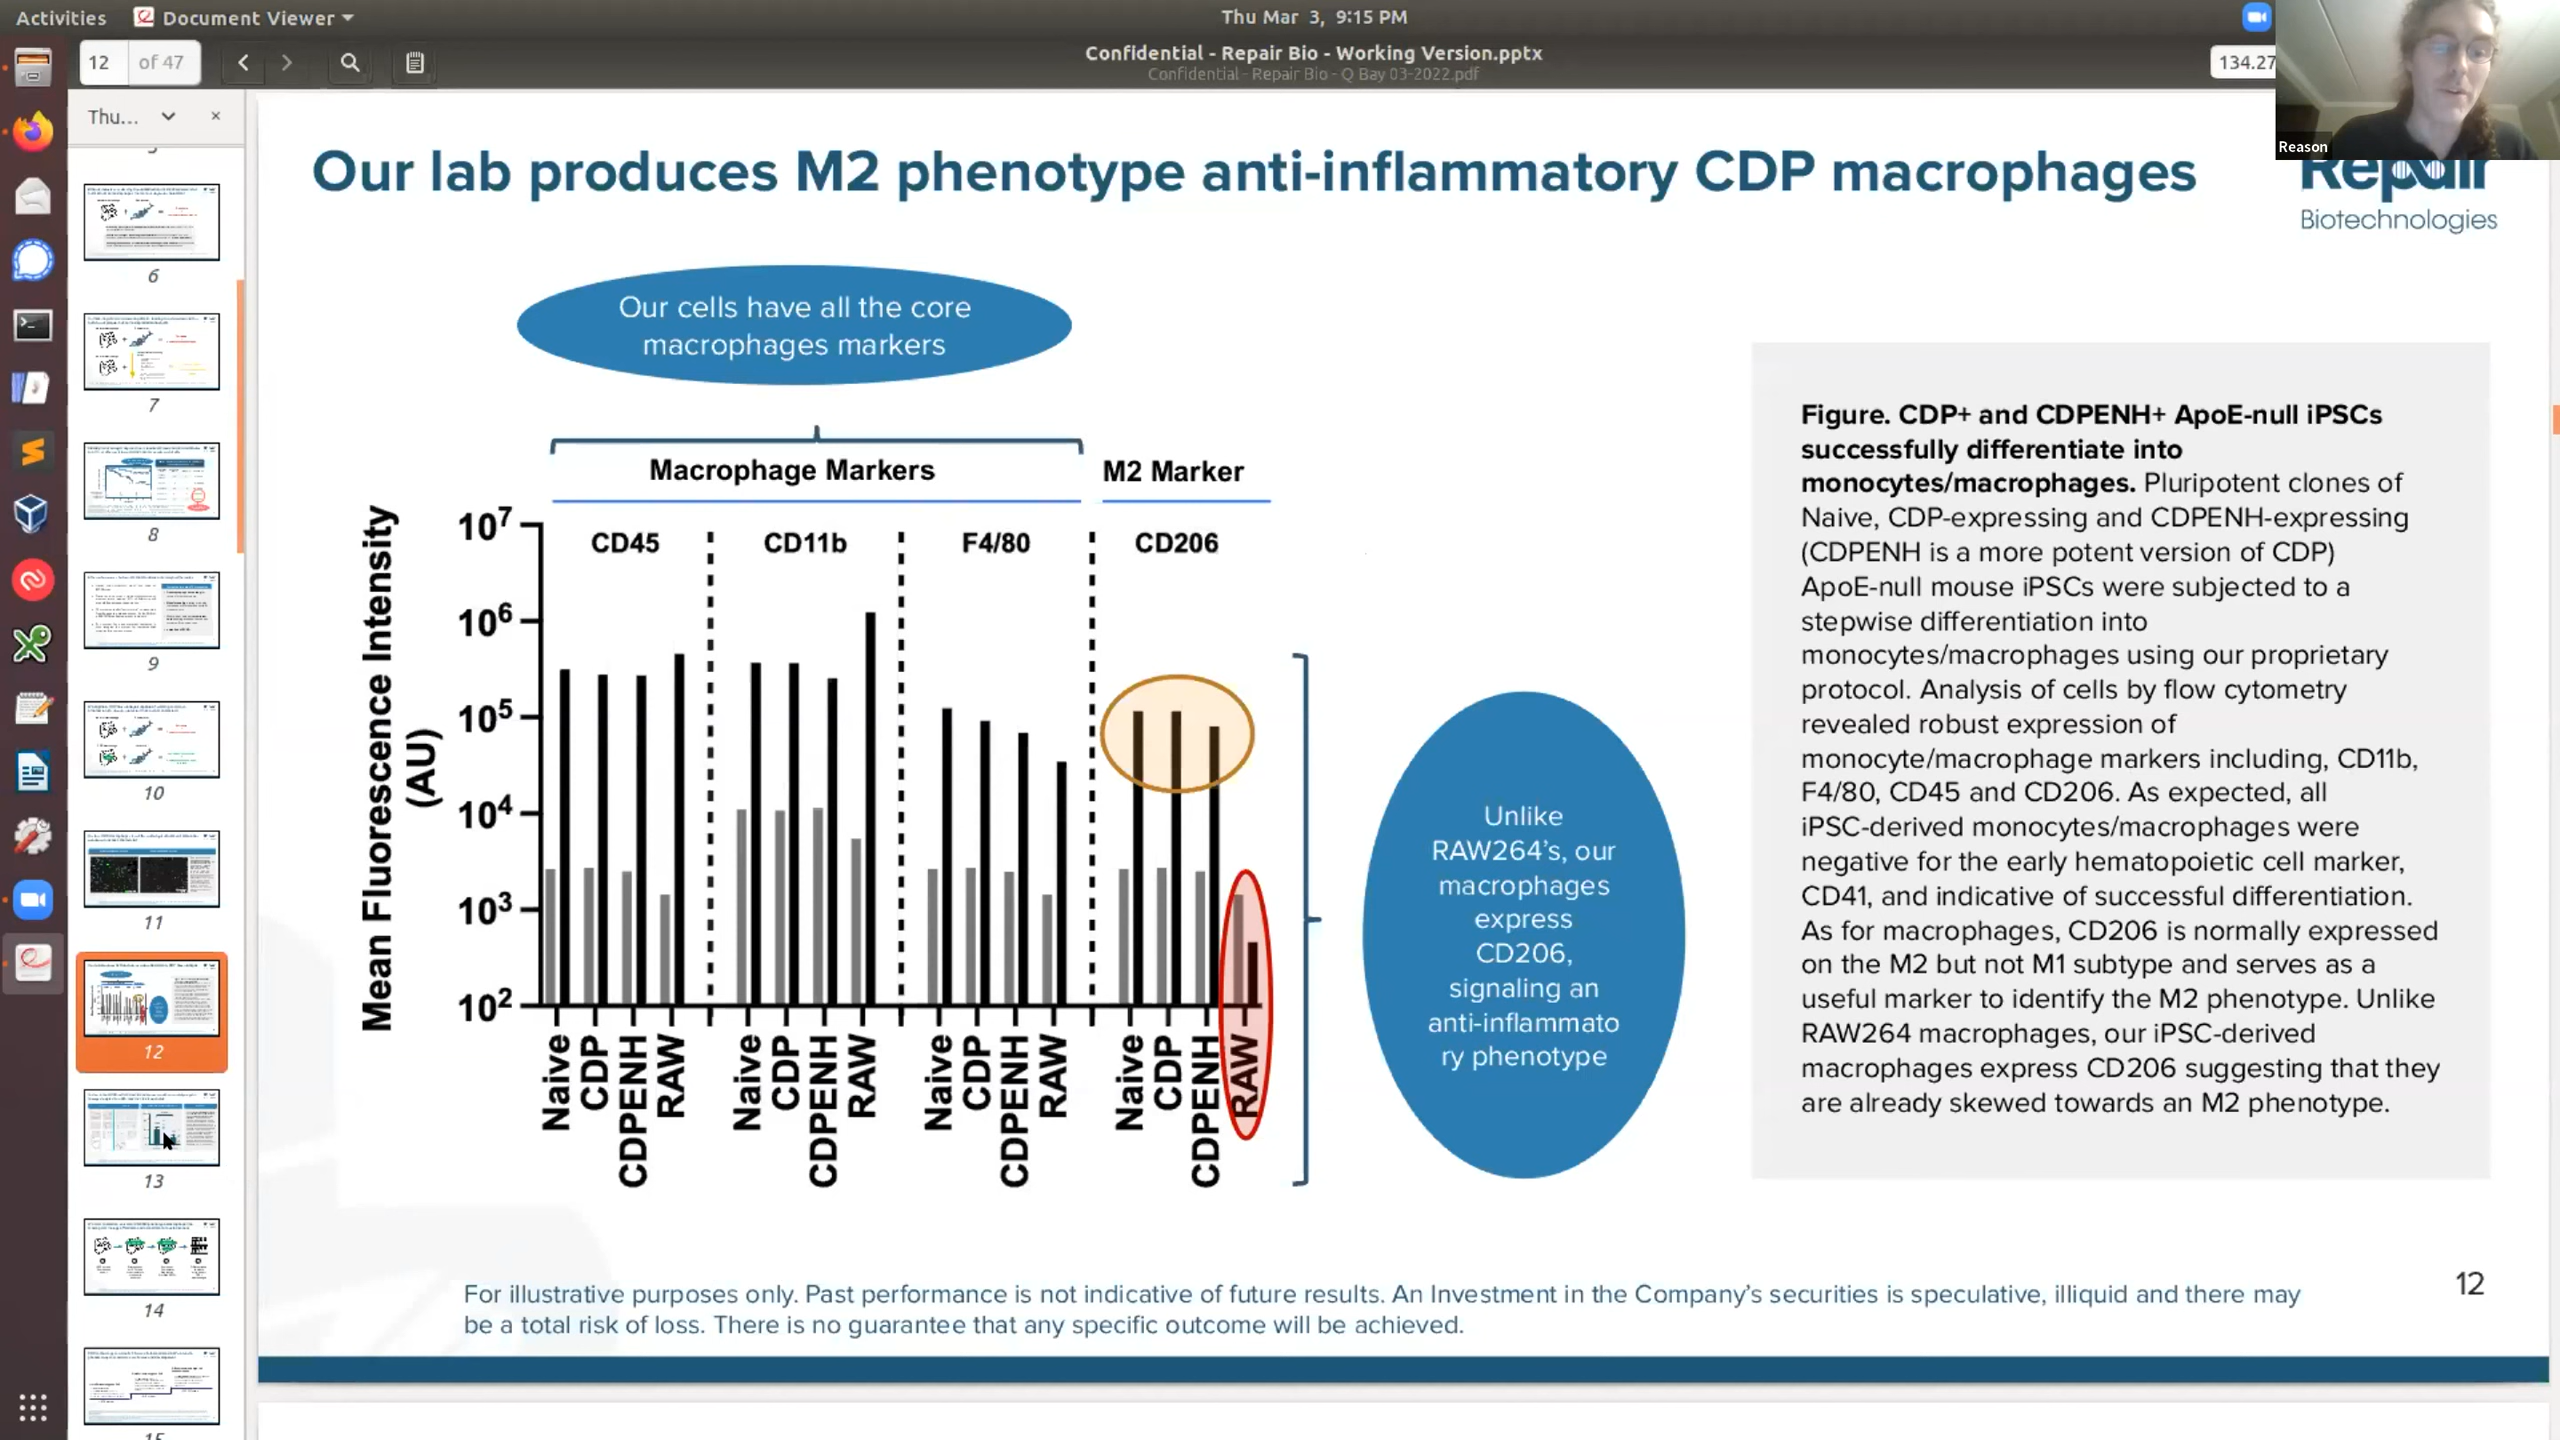 Activities
Document Viewer
Thu Mar 3, 9:15 PM
12 of 47
Confidential - Repair Bio - Working Version.pptx
Confidential - Repair Bio - Q Bay 03-2022.pdf
134.27
Reason
Thu...
6
7
8
9
10
11
12
13
14
15
Our lab produces M2 phenotype anti-inflammatory CDP macrophages
Repair
Biotechnologies
Our cells have all the core
macrophages markers
Macrophage Markers
M2 Marker
CD45
CD11b
F4/80
CD206
Mean Fluorescence Intensity
(AU)
10⁷
10⁶
10⁵
10⁴
10³
10²
Naive
CDP
CDPENH
RAW
Naive
CDP
CDPENH
RAW
Naive
CDP
CDPENH
RAW
Naive
CDP
CDPENH
RAW
Unlike
RAW264's, our
macrophages
express
CD206,
signaling an
anti-inflammato
ry phenotype
Figure. CDP+ and CDPENH+ ApoE-null iPSCs
successfully differentiate into
monocytes/macrophages. Pluripotent clones of
Naive, CDP-expressing and CDPENH-expressing
(CDPENH is a more potent version of CDP)
ApoE-null mouse iPSCs were subjected to a
stepwise differentiation into
monocytes/macrophages using our proprietary
protocol. Analysis of cells by flow cytometry
revealed robust expression of
monocyte/macrophage markers including, CD11b,
F4/80, CD45 and CD206. As expected, all
iPSC-derived monocytes/macrophages were
negative for the early hematopoietic cell marker,
CD41, and indicative of successful differentiation.
As for macrophages, CD206 is normally expressed
on the M2 but not M1 subtype and serves as a
useful marker to identify the M2 phenotype. Unlike
RAW264 macrophages, our iPSC-derived
macrophages express CD206 suggesting that they
are already skewed towards an M2 phenotype.
For illustrative purposes only. Past performance is not indicative of future results. An Investment in the Company's securities is speculative, illiquid and there may
be a total risk of loss. There is no guarantee that any specific outcome will be achieved.
12